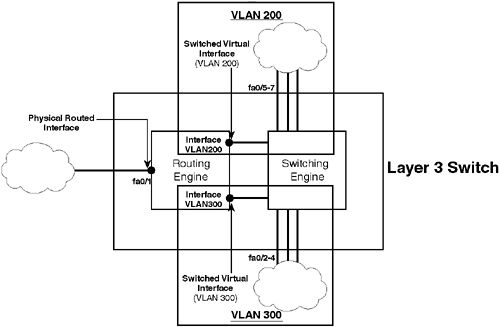 VLAN 200
Switched Virtual
Interface
(VLAN 200)
fa0/5-7
Physical Routed
Interface
Interface
VLAN200
Routing
Engine
Switching
Engine
Layer 3 Switch
fa0/1
Interface
VLAN300
fa0/2-4
Switched Virtual
Interface
(VLAN 300)
VLAN 300